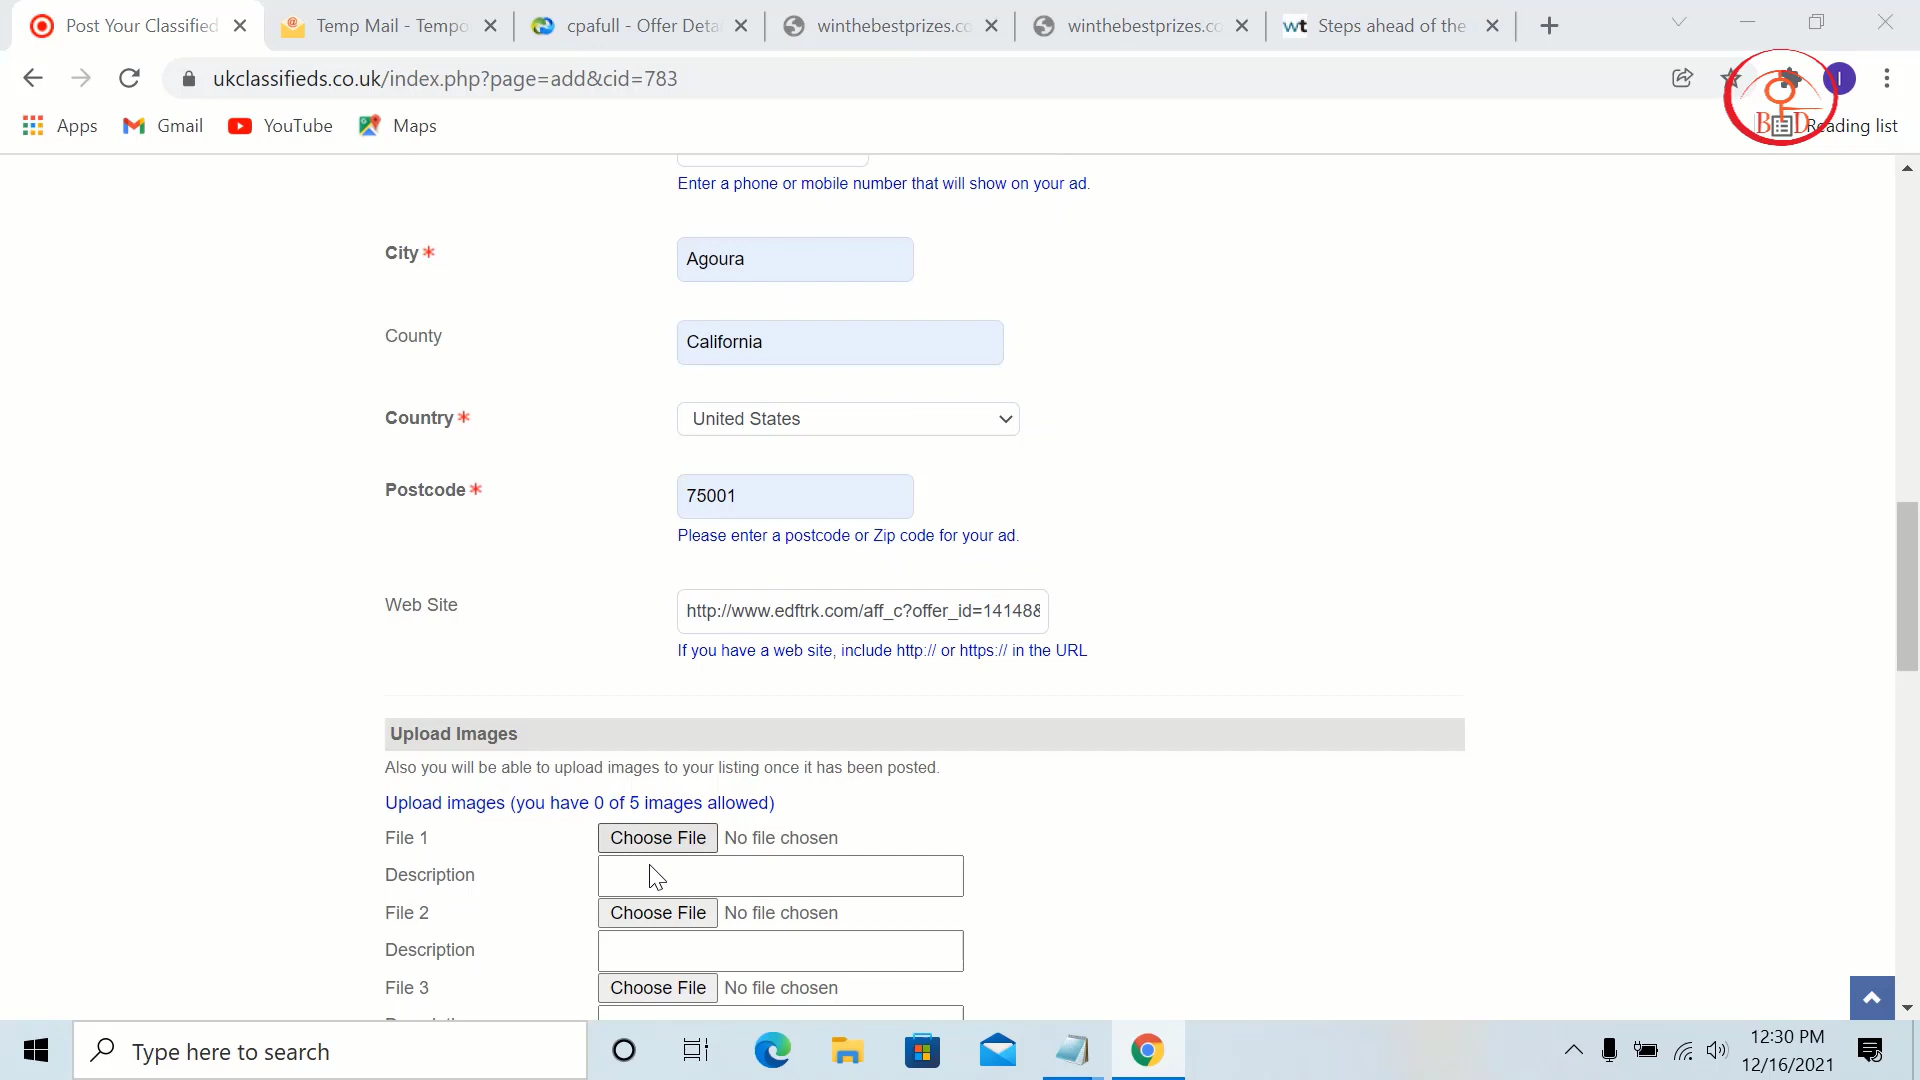 Post Your Classified
Temp Mail - Tempo
cpafull - Offer Deta
winthebestprizes.co
winthebestprizes.co
wt Steps ahead of the
ukclassifieds.co.uk/index.php?page=add&cid=783
I
Apps
Gmail
YouTube
Maps
B D
Reading list
Enter a phone or mobile number that will show on your ad.
City *
Agoura
County
California
Country *
United States
Postcode *
75001
Please enter a postcode or Zip code for your ad.
Web Site
http://www.edftrk.com/aff_c?offer_id=14148&
If you have a web site, include http:// or https:// in the URL
Upload Images
Also you will be able to upload images to your listing once it has been posted.
Upload images (you have 0 of 5 images allowed)
File 1 Choose File No file chosen
Description
File 2 Choose File No file chosen
Description
File 3 Choose File No file chosen
Type here to search
12:30 PM
12/16/2021